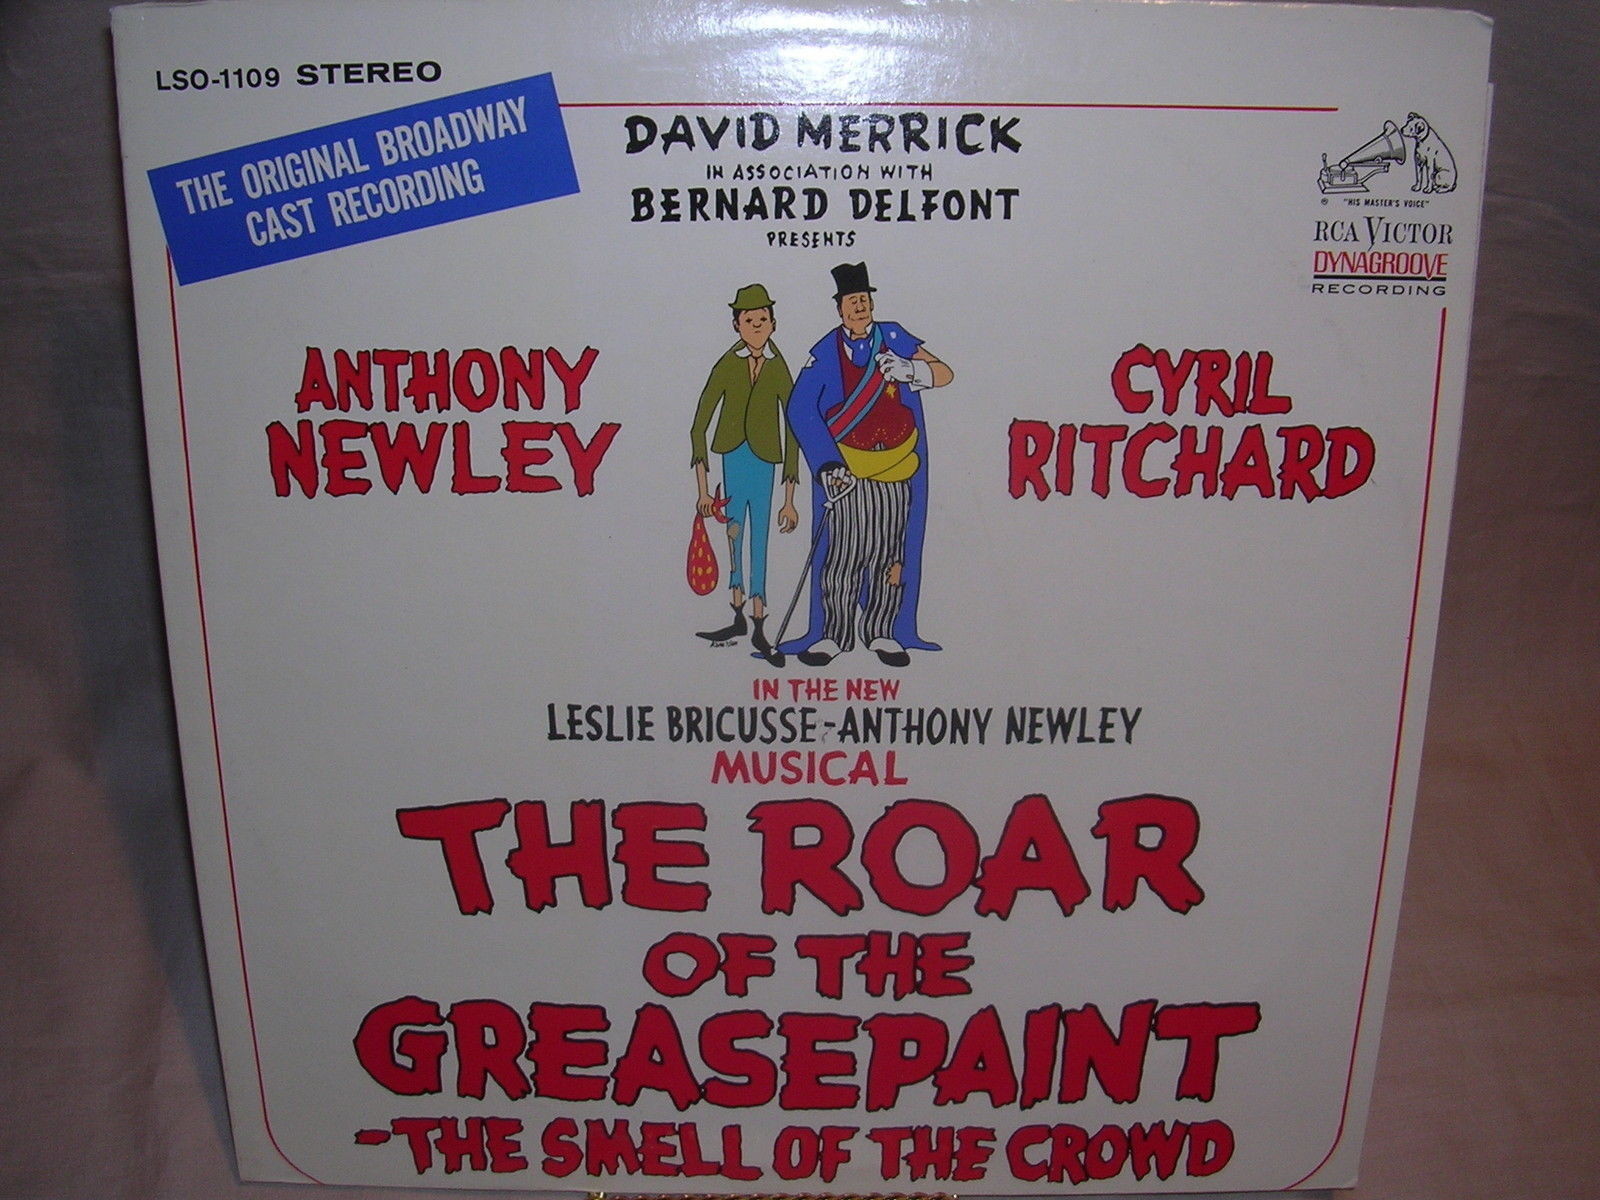 LSO-1109 STEREO
THE ORIGINAL BROADWAY
CAST RECORDING
DAVID MERRICK
IN ASSOCIATION WITH
BERNARD DELFONT
PRESENTS
"HIS MASTER'S VOICE"
RCA VICTOR
DYNAGROOVE
RECORDING
ANTHONY
NEWLEY
CYRIL
RITCHARD
IN THE NEW
LESLIE BRICUSSE-ANTHONY NEWLEY
MUSICAL
THE ROAR
OF THE
GREASEPAINT
-THE SMELL OF THE CROWD